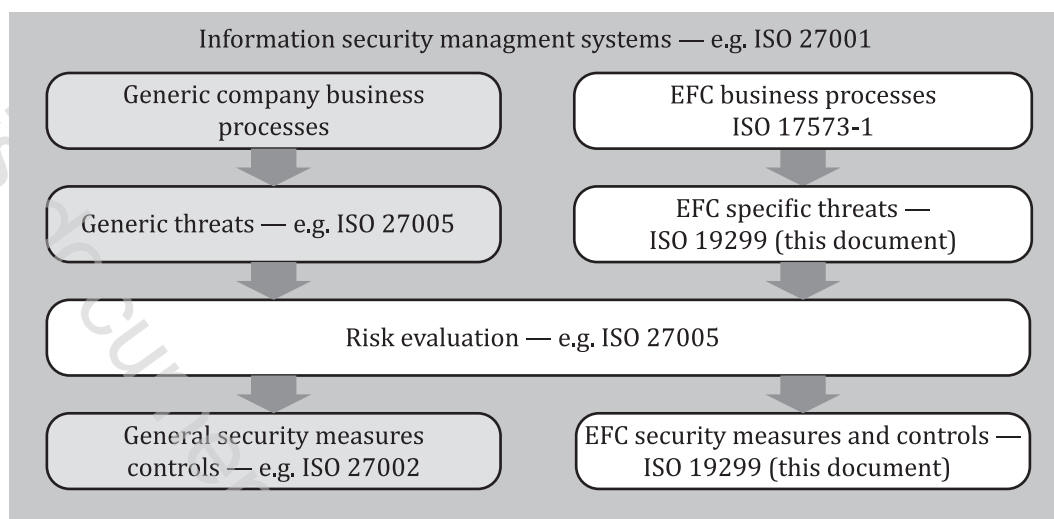 Information security managment systems — e.g. ISO 27001
Generic company business
processes
EFC business processes
ISO 17573-1
Generic threats — e.g. ISO 27005
EFC specific threats —
ISO 19299 (this document)
Risk evaluation — e.g. ISO 27005
General security measures
controls — e.g. ISO 27002
EFC security measures and controls —
ISO 19299 (this document)